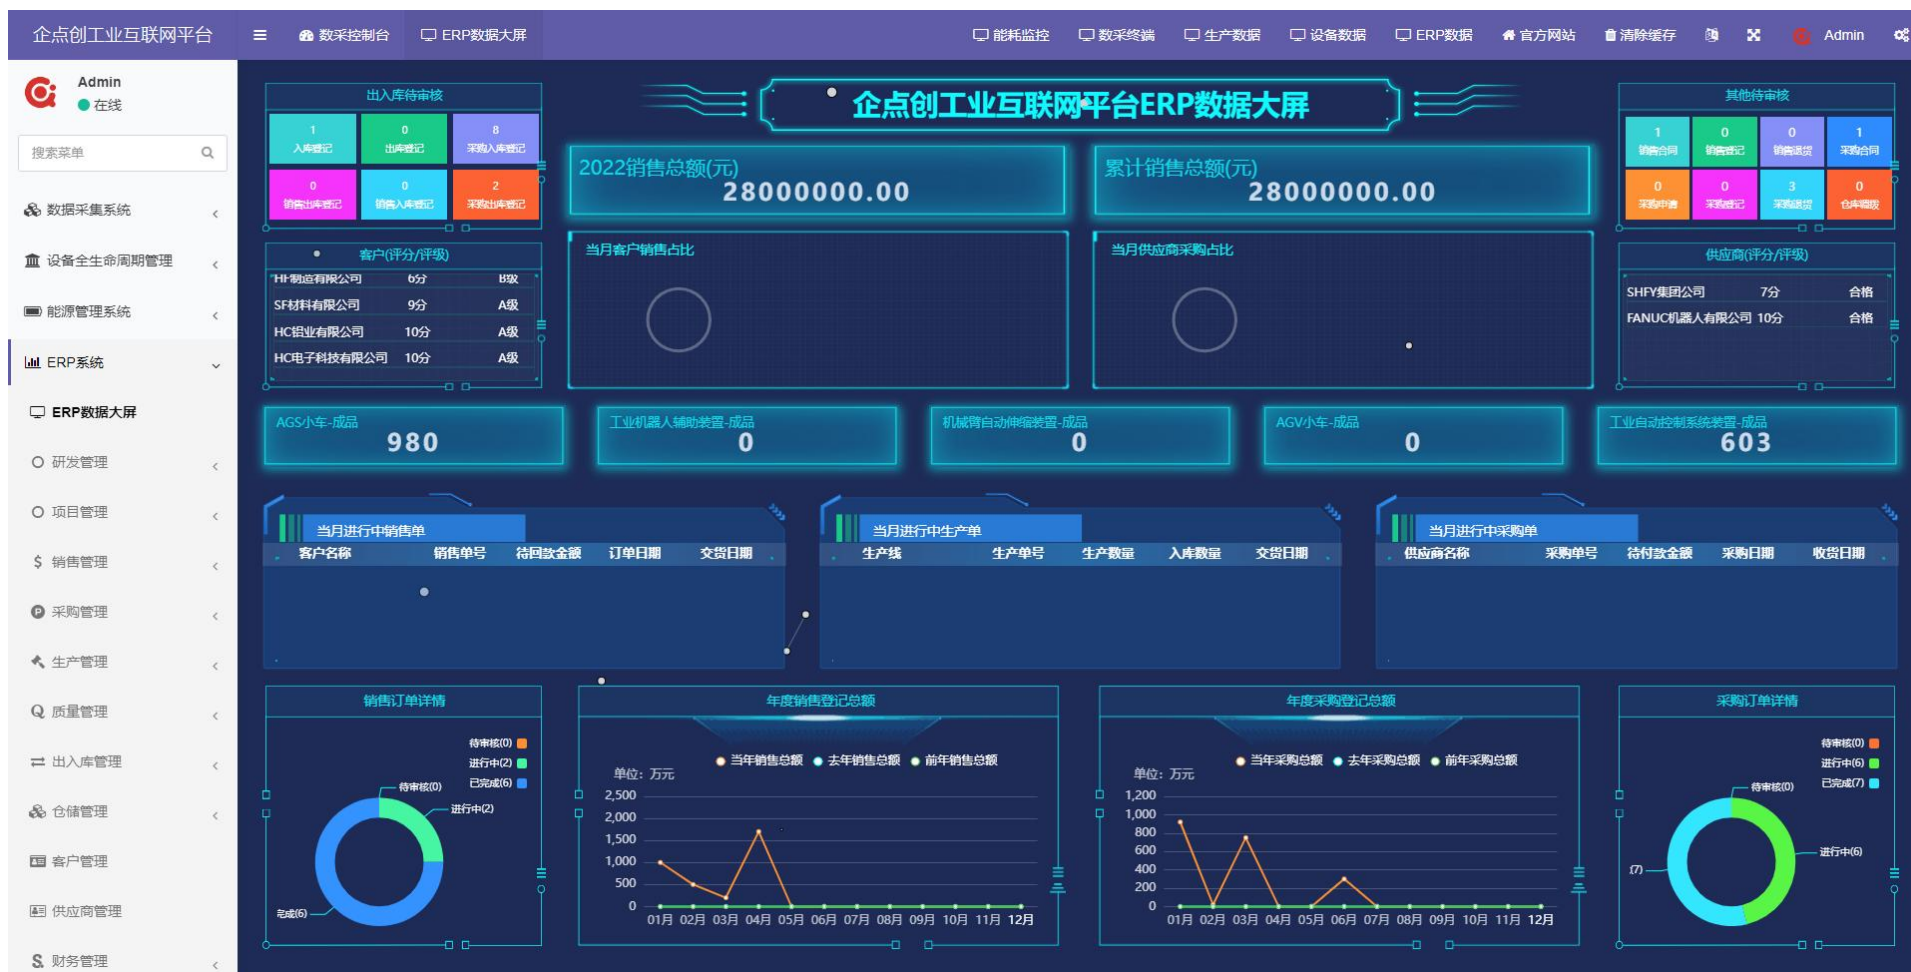 企点创工业互联网平台
数采控制台
ERP数据大屏
能耗监控
数采终端
生产数据
设备数据
ERP数据
官方网站
清除缓存
Admin
Admin
在线
搜索菜单
数据采集系统
设备全生命周期管理
能源管理系统
ERP系统
ERP数据大屏
研发管理
项目管理
$ 销售管理
采购管理
生产管理
Q 质量管理
出入库管理
仓储管理
客户管理
供应商管理
财务管理
出入库待审核
1 0 8
入库登记 出库登记 采购入库登记
0 0 2
销售出库登记 销售入库登记 采购出库登记
企点创工业互联网平台ERP数据大屏
其他待审核
1 0 0 1
销售合同 销售登记 销售退货 采购合同
0 0 3 0
采购申请 采购登记 采购退货 仓库调拨
2022销售总额(元)
28000000.00
累计销售总额(元)
28000000.00
客户(评分/评级)
HF制造有限公司 6分 B级
SF材料有限公司 9分 A级
HC铝业有限公司 10分 A级
HC电子科技有限公司 10分 A级
当月客户销售占比
当月供应商采购占比
供应商(评分/评级)
SHFY集团公司 7分 合格
FANUC机器人有限公司 10分 合格
AGS小车-成品
980
工业机器人辅助装置-成品
0
机械臂自动伸缩装置-成品
0
AGV小车-成品
0
工业自动控制系统装置-成品
603
当月进行中销售单
客户名称 销售单号 待回款金额 订单日期 交货日期
当月进行中生产单
生产线 生产单号 生产数量 入库数量 交货日期
当月进行中采购单
供应商名称 采购单号 待付款金额 采购日期 收货日期
销售订单详情
待审核(0)
进行中(2)
已完成(6)
待审核(0)
进行中(2)
完成(6)
年度销售登记总额
当年销售总额 去年销售总额 前年销售总额
单位：万元
2,500
2,000
1,500
1,000
500
0
01月 02月 03月 04月 05月 06月 07月 08月 09月 10月 11月 12月
年度采购登记总额
当年采购总额 去年采购总额 前年采购总额
单位：万元
1,200
1,000
800
600
400
200
0
01月 02月 03月 04月 05月 06月 07月 08月 09月 10月 11月 12月
采购订单详情
待审核(0)
进行中(6)
已完成(7)
待审核(0)
进行中(6)
(7)